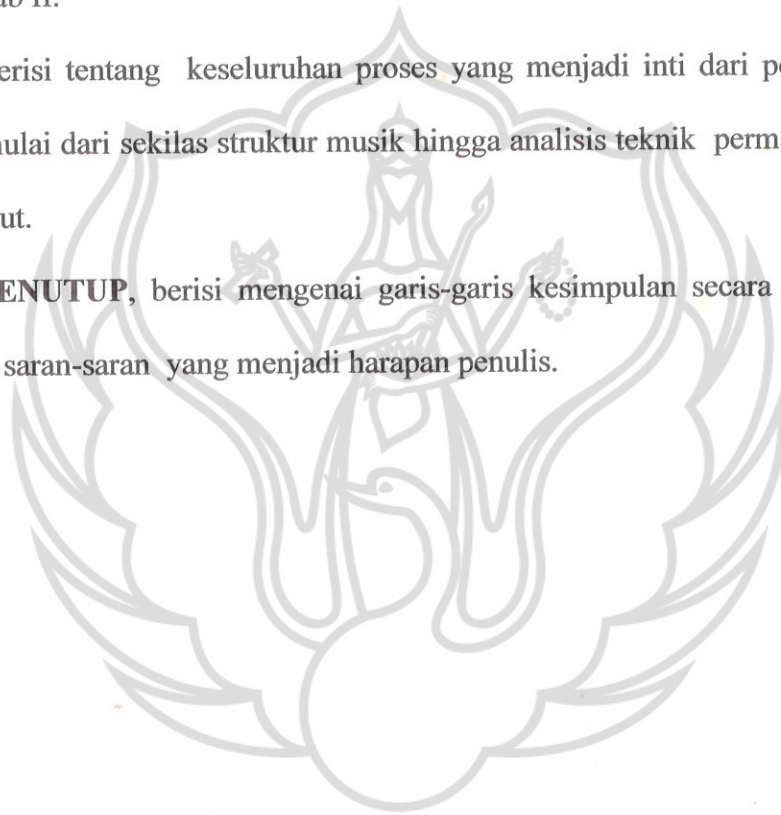 ab II.
erisi tentang keseluruhan proses yang menjadi inti dari pe
ulai dari sekilas struktur musik hingga analisis teknik perm
ut.
ENUTUP, berisi mengenai garis-garis kesimpulan secara
saran-saran yang menjadi harapan penulis.